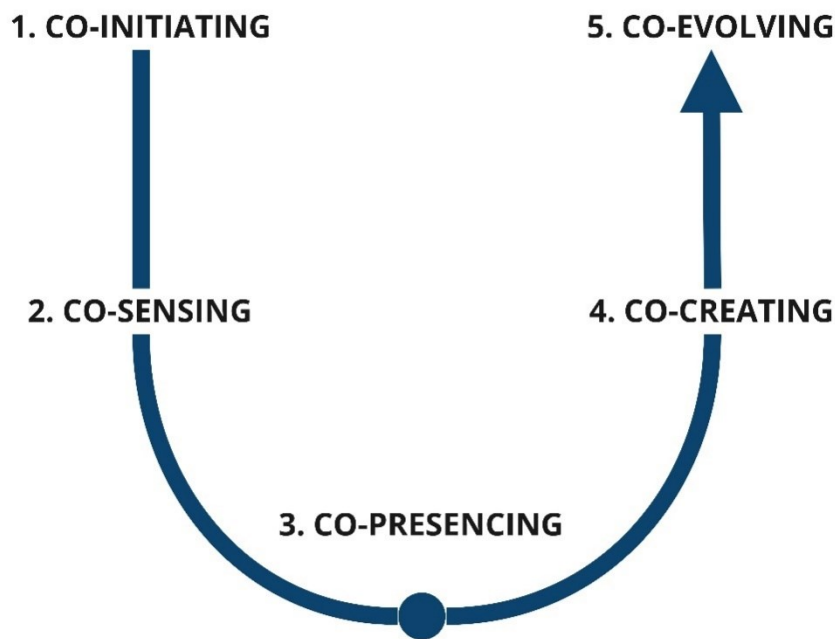 1. CO-INITIATING
5. CO-EVOLVING
2. CO-SENSING
4. CO-CREATING
3. CO-PRESENCING